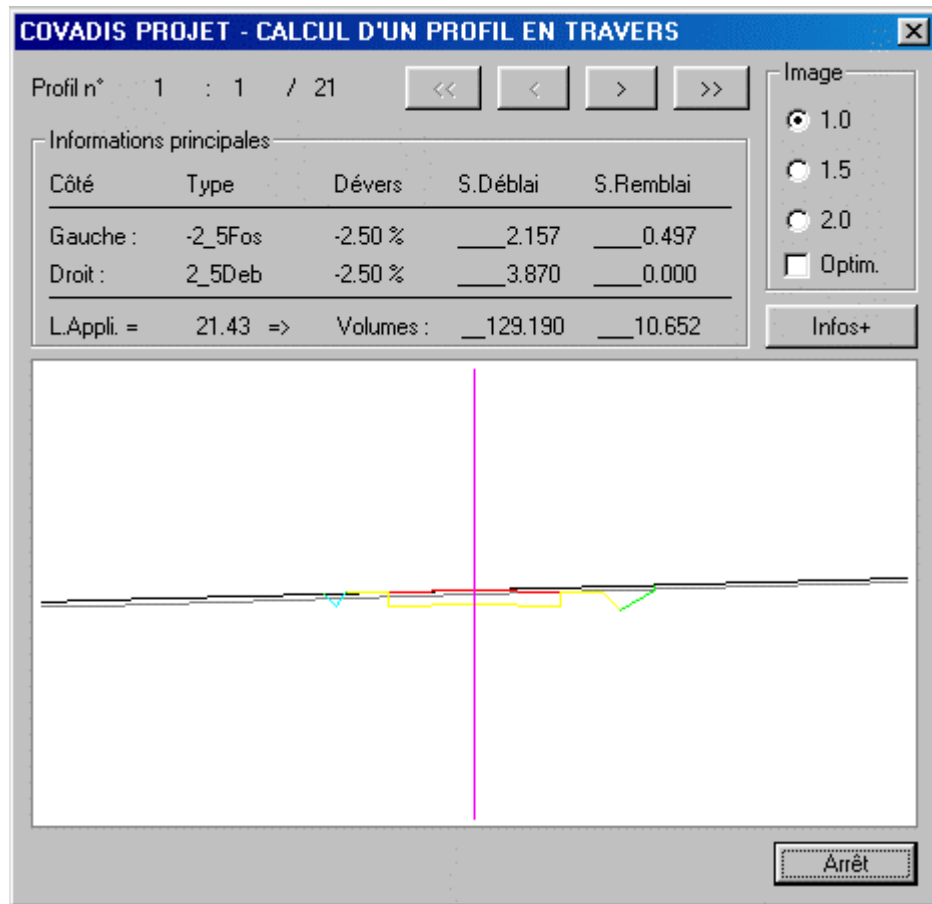 COVADIS PROJET - CALCUL D'UN PROFIL EN TRAVERS
Profil n° 1 : 1 / 21 << < > >>
Image
1.0
1.5
2.0
Optim.
Informations principales
Côté Type Dévers S.Déblai S.Remblai
Gauche : -2_5Fos -2.50 % ____2.157 ____0.497
Droit : 2_5Deb -2.50 % ____3.870 ____0.000
L.Appli. = 21.43 => Volumes : __129.190 ___10.652
Infos+
Arrêt